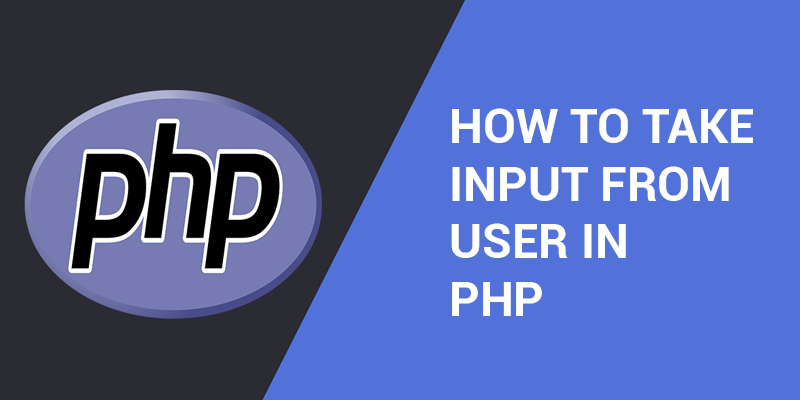 php
HOW TO TAKE
INPUT FROM
USER IN
PHP